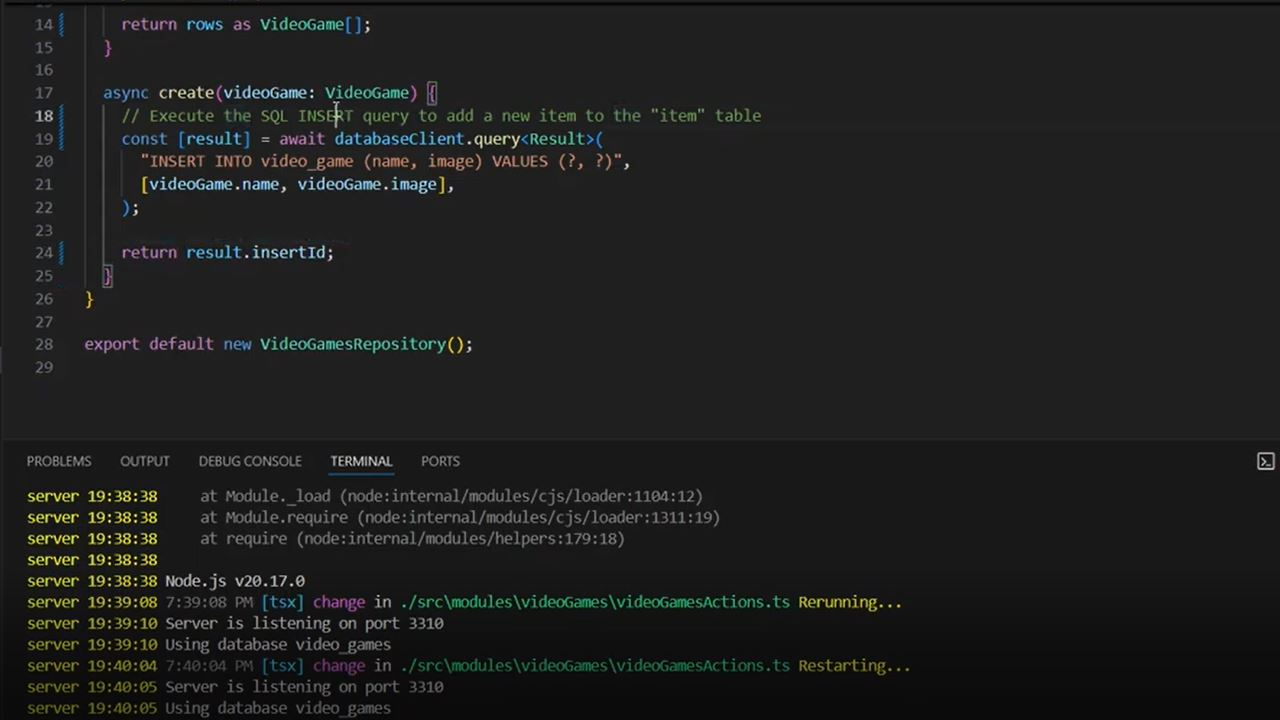 14 return rows as VideoGame[];
15 }
16
17 async create(videoGame: VideoGame) {
18 // Execute the SQL INSERT query to add a new item to the "item" table
19 const [result] = await databaseClient.query<Result>(
20 "INSERT INTO video_game (name, image) VALUES (?, ?)",
21 [videoGame.name, videoGame.image],
22 );
23
24 return result.insertId;
25 }
26 }
27
28 export default new VideoGamesRepository();
29
PROBLEMS OUTPUT DEBUG CONSOLE TERMINAL PORTS
server 19:38:38 at Module._load (node:internal/modules/cjs/loader:1104:12)
server 19:38:38 at Module.require (node:internal/modules/cjs/loader:1311:19)
server 19:38:38 at require (node:internal/modules/helpers:179:18)
server 19:38:38
server 19:38:38 Node.js v20.17.0
server 19:39:08 7:39:08 PM [tsx] change in ./src\modules\videoGames\videoGamesActions.ts Rerunning...
server 19:39:10 Server is listening on port 3310
server 19:39:10 Using database video_games
server 19:40:04 7:40:04 PM [tsx] change in ./src\modules\videoGames\videoGamesActions.ts Restarting...
server 19:40:05 Server is listening on port 3310
server 19:40:05 Using database video_games